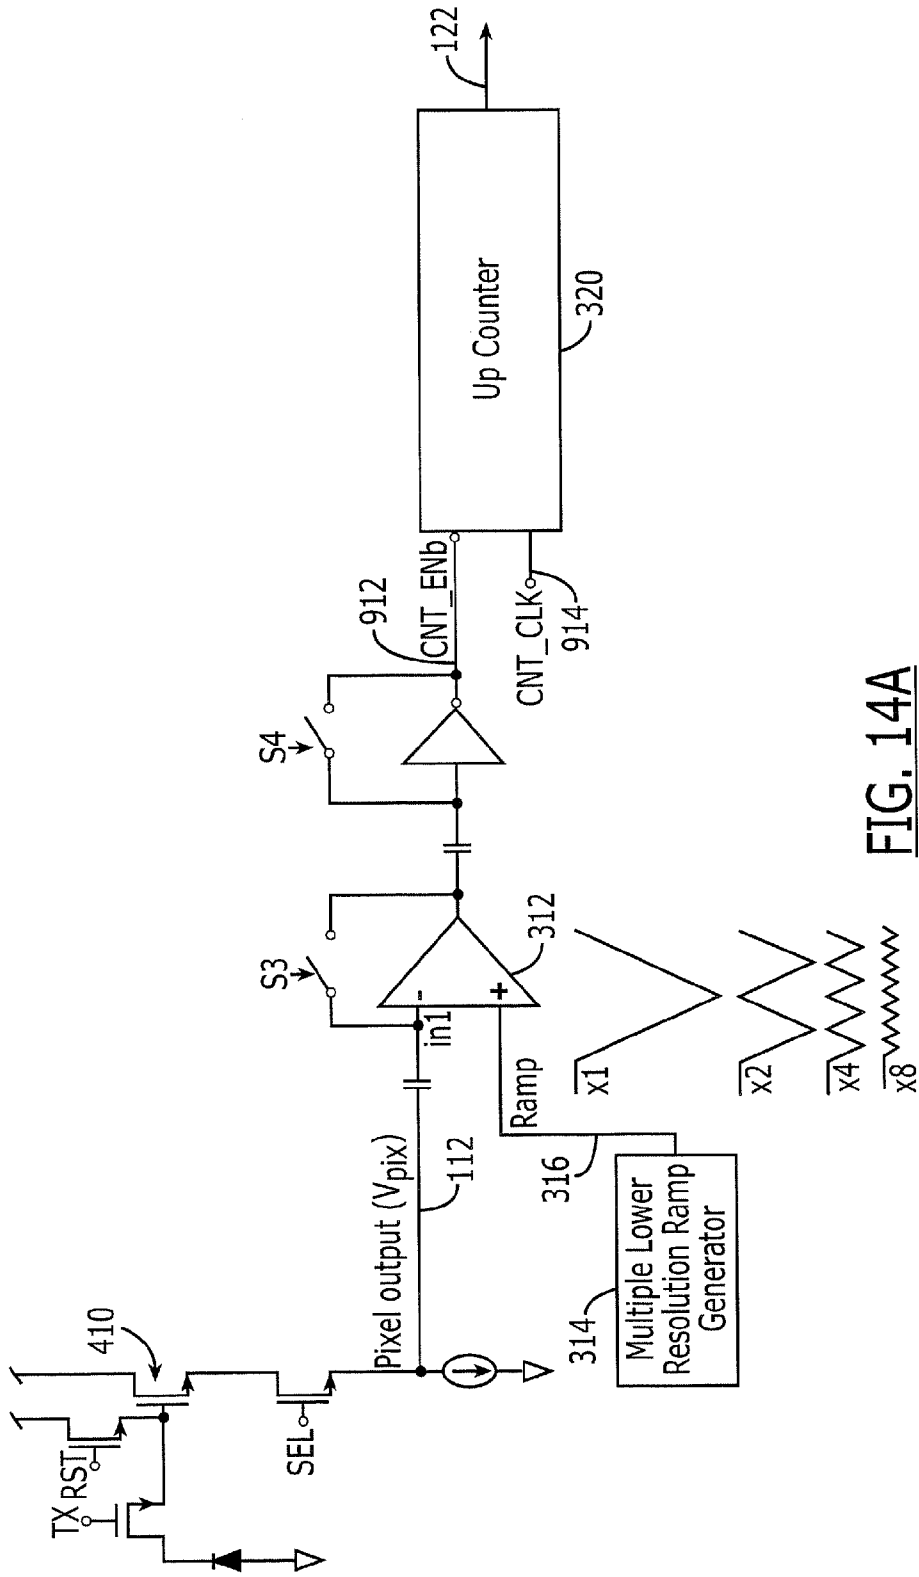 TX
RST
410
SEL
Pixel output (Vpix)
112
314
Multiple Lower
Resolution Ramp
Generator
316
Ramp
in1
-
+
S3
312
x1
x2
x4
x8
S4
912
CNT_ENb
CNT_CLK
914
Up Counter
320
122
FIG. 14A